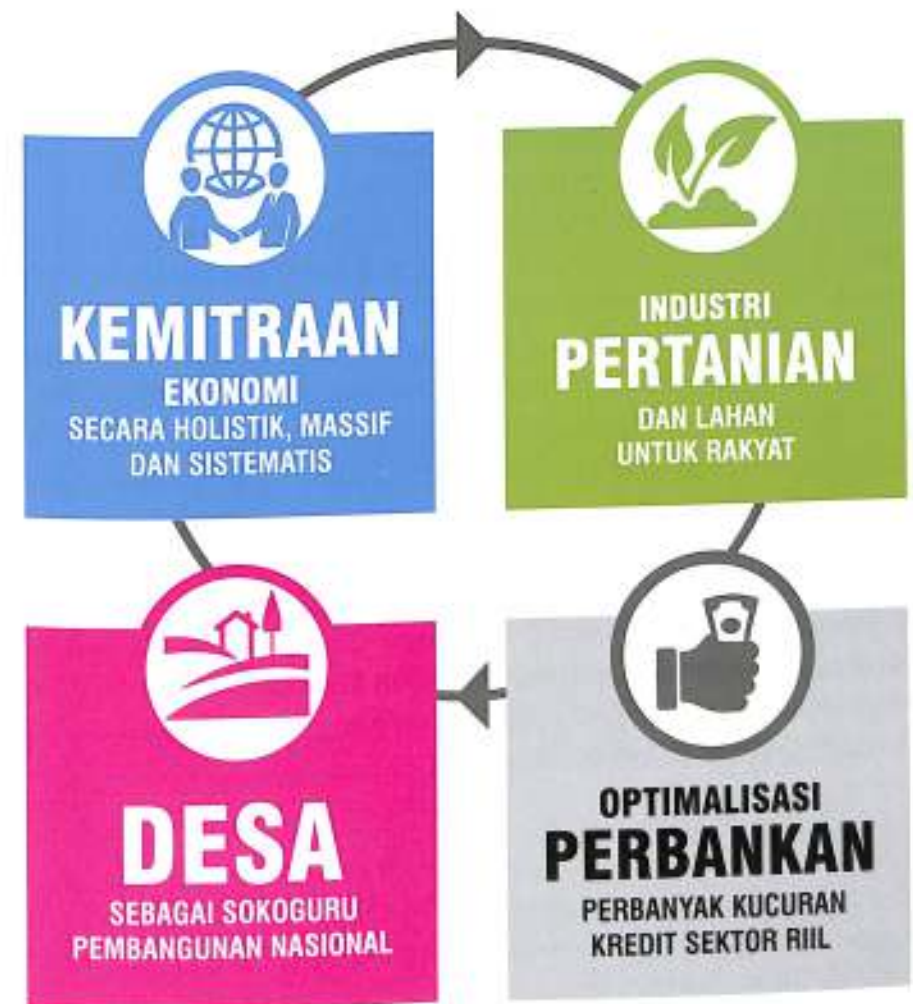 KEMITRAAN
EKONOMI
SECARA HOLISTIK, MASSIF
DAN SISTEMATIS
INDUSTRI
PERTANIAN
DAN LAHAN
UNTUK RAKYAT
DESA
SEBAGAI SOKOGURU
PEMBANGUNAN NASIONAL
OPTIMALISASI
PERBANKAN
PERBANYAK KUCURAN
KREDIT SEKTOR RIIL